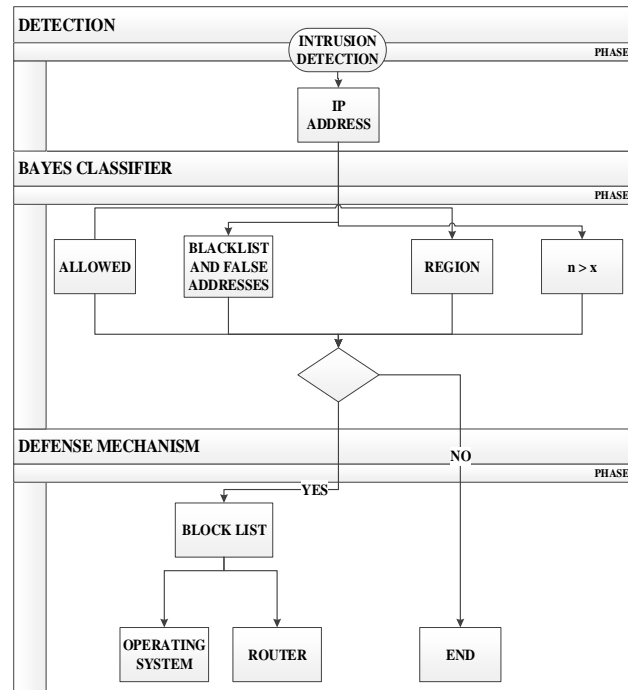 DETECTION
INTRUSION
DETECTION
PHASE
IP
ADDRESS
BAYES CLASSIFIER
PHASE
ALLOWED
BLACKLIST
AND FALSE
ADDRESSES
REGION
n > x
DEFENSE MECHANISM
NO
PHASE
YES
BLOCK LIST
OPERATING
SYSTEM
ROUTER
END